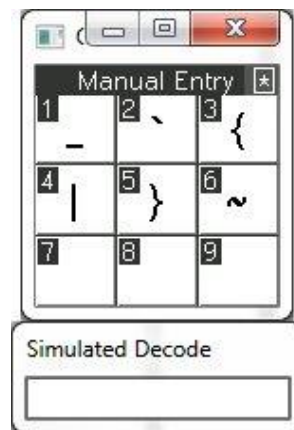 C
Manual Entry *
1 _ 2 ` 3 {
4 | 5 } 6 ~
7 8 9
Simulated Decode